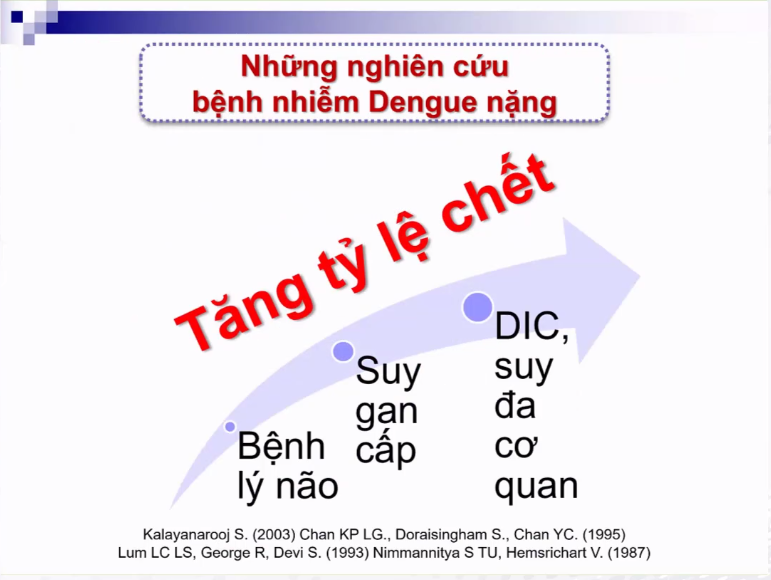 Những nghiên cứu
bệnh nhiễm Dengue nặng
Tăng tỷ lệ chết
Bệnh
lý não
Suy
gan
cấp
DIC,
suy
đa
cơ
quan
Kalayanarooj S. (2003) Chan KP LG., Doraisingham S., Chan YC. (1995)
Lum LC LS, George R, Devi S. (1993) Nimmannitya S TU, Hemsrichart V. (1987)